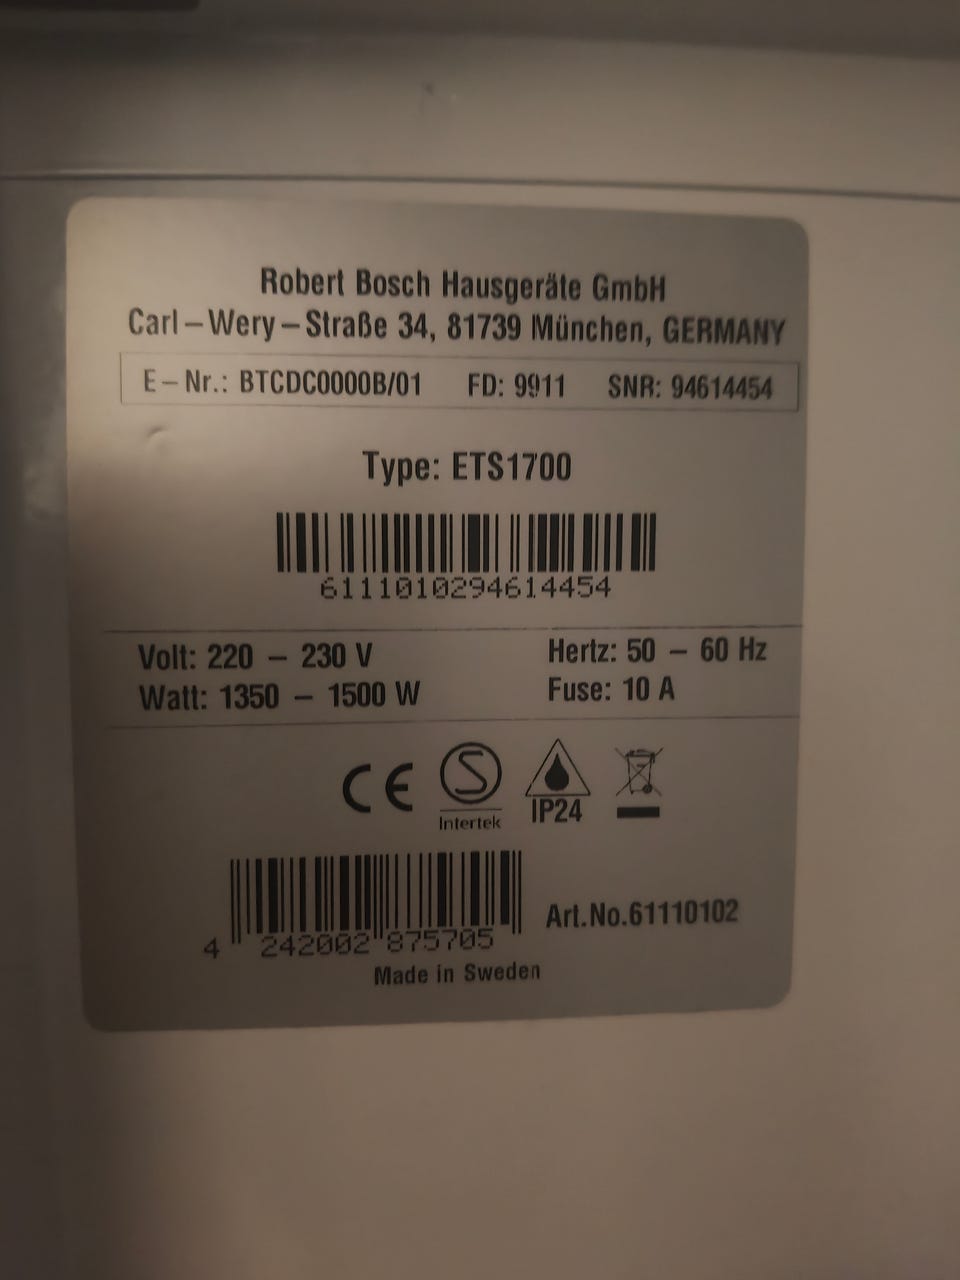 Robert Bosch Hausgeräte GmbH
Carl–Wery–Straße 34, 81739 München, GERMANY
E–Nr.: BTCDC0000B/01 FD: 9911 SNR: 94614454
Type: ETS1700
6111010294614454
Volt: 220 – 230 V Hertz: 50 – 60 Hz
Watt: 1350 – 1500 W Fuse: 10 A
CE S Intertek IP24
4 242002 875705 Art.No.61110102
Made in Sweden